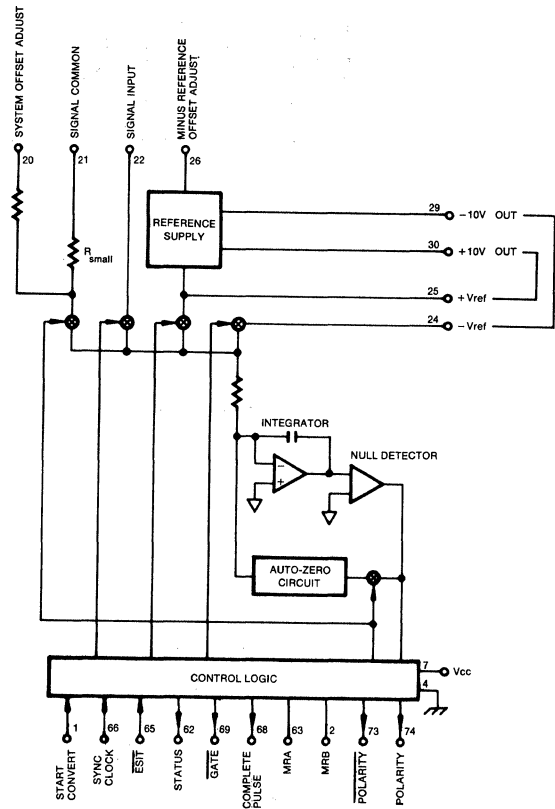 SYSTEM OFFSET ADJUST
SIGNAL COMMON
SIGNAL INPUT
MINUS REFERENCE
OFFSET ADJUST
20
21
22
26
REFERENCE
SUPPLY
29
-10V OUT
30
+10V OUT
25
+Vref
24
-Vref
Rsmall
INTEGRATOR
-
+
NULL DETECTOR
AUTO-ZERO
CIRCUIT
CONTROL LOGIC
7
Vcc
4
1
66
65
62
69
68
63
2
73
74
START
CONVERT
SYNC
CLOCK
ESIT
STATUS
GATE
COMPLETE
PULSE
MRA
MRB
POLARITY
POLARITY